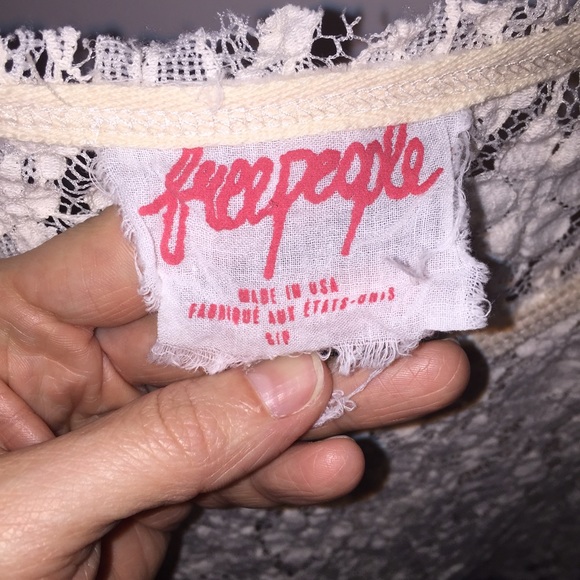 free people
MADE IN USA
FABRIQUÉ AUX ÉTATS-UNIS
S/P